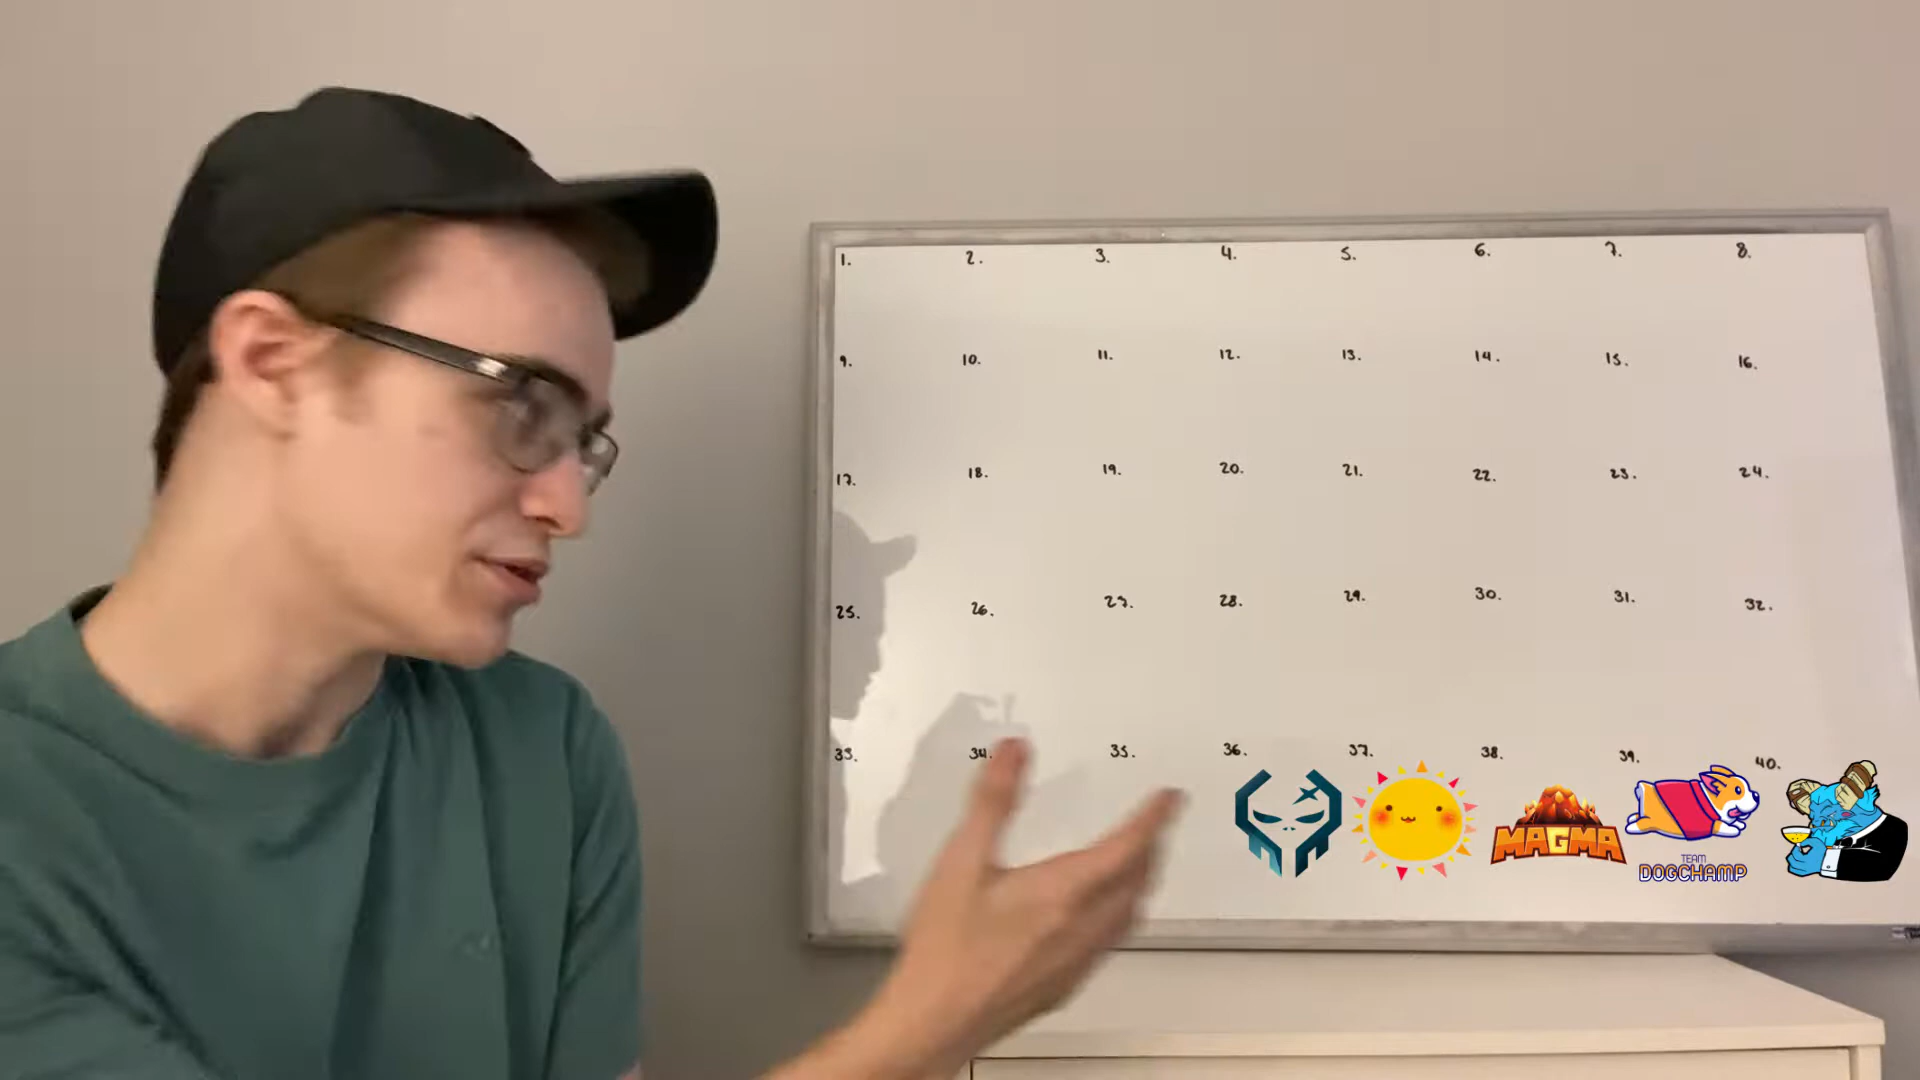 1. 2. 3. 4. 5. 6. 7. 8.
9. 10. 11. 12. 13. 14. 15. 16.
17. 18. 19. 20. 21. 22. 23. 24.
25. 26. 27. 28. 29. 30. 31. 32.
33. 34. 35. 36. 37. 38. 39. 40.
MAGMA
TEAM
DOGCHAMP